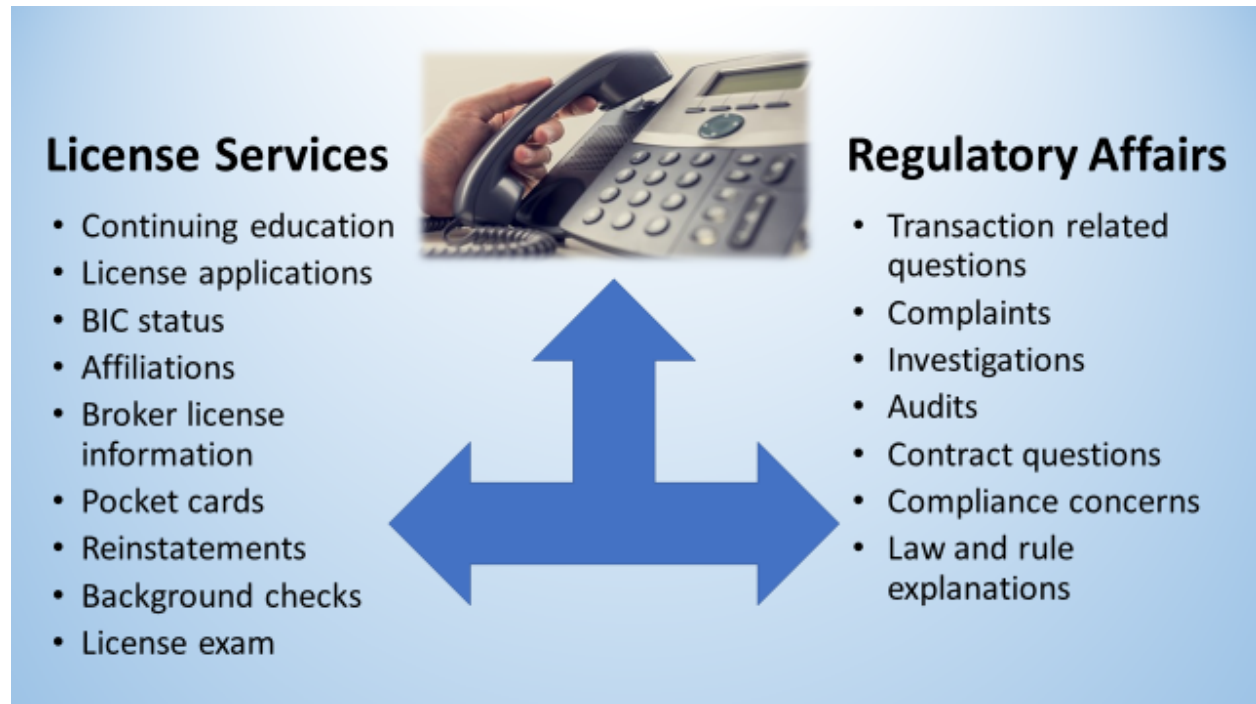 License Services
• Continuing education
• License applications
• BIC status
• Affiliations
• Broker license
information
• Pocket cards
• Reinstatements
• Background checks
• License exam
Regulatory Affairs
• Transaction related
questions
• Complaints
• Investigations
• Audits
• Contract questions
• Compliance concerns
• Law and rule
explanations